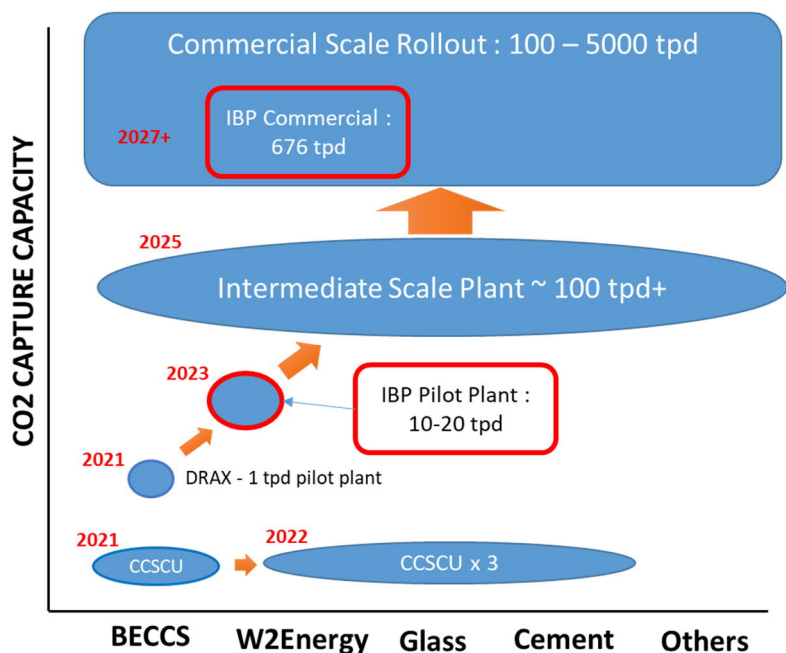 Commercial Scale Rollout : 100 – 5000 tpd
IBP Commercial :
676 tpd
2027+
2025
Intermediate Scale Plant ~ 100 tpd+
2023
IBP Pilot Plant :
10-20 tpd
2021
DRAX - 1 tpd pilot plant
2021
CCSCU
2022
CCSCU x 3
CO2 CAPTURE CAPACITY
BECCS
W2Energy
Glass
Cement
Others